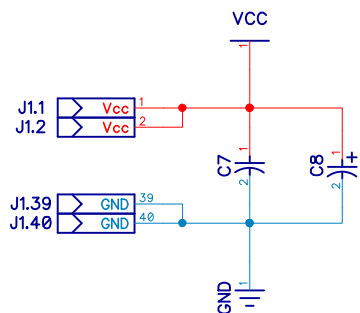 VCC
1
J1.1 Vcc 1
J1.2 Vcc 2
1 C7 2
1 C8 + 2
J1.39 GND 39
J1.40 GND 40
GND 1